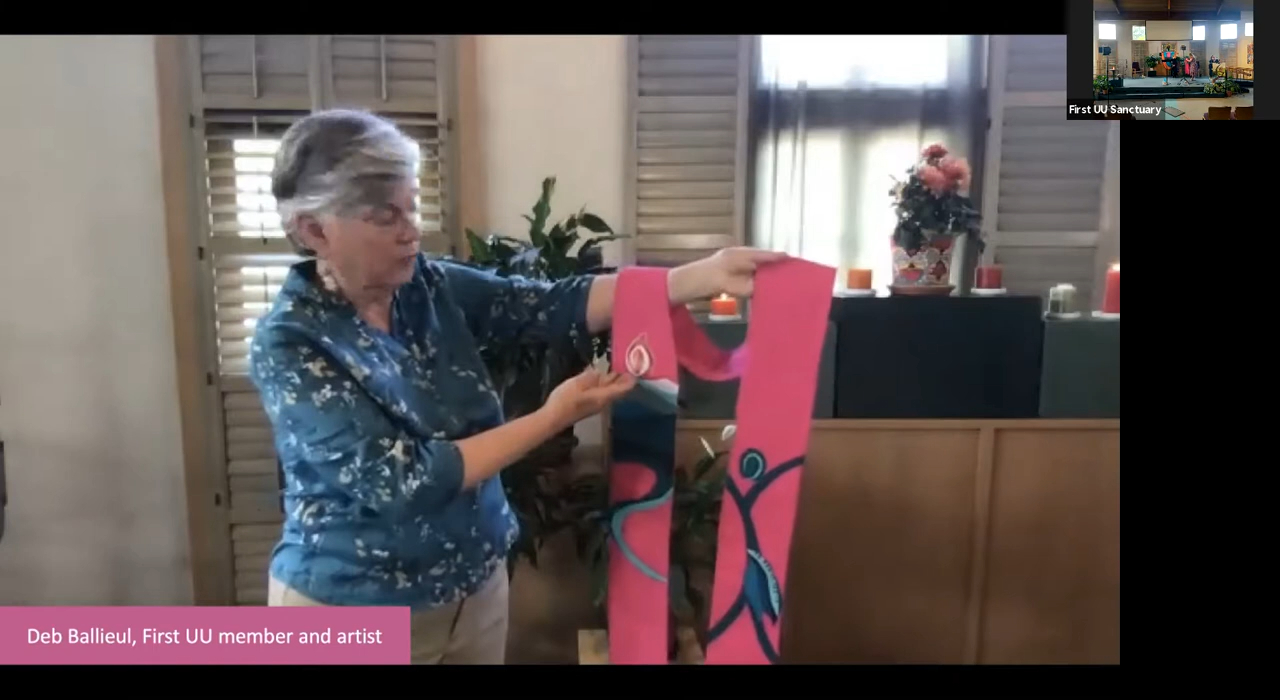 First UU Sanctuary
Deb Ballieul, First UU member and artist